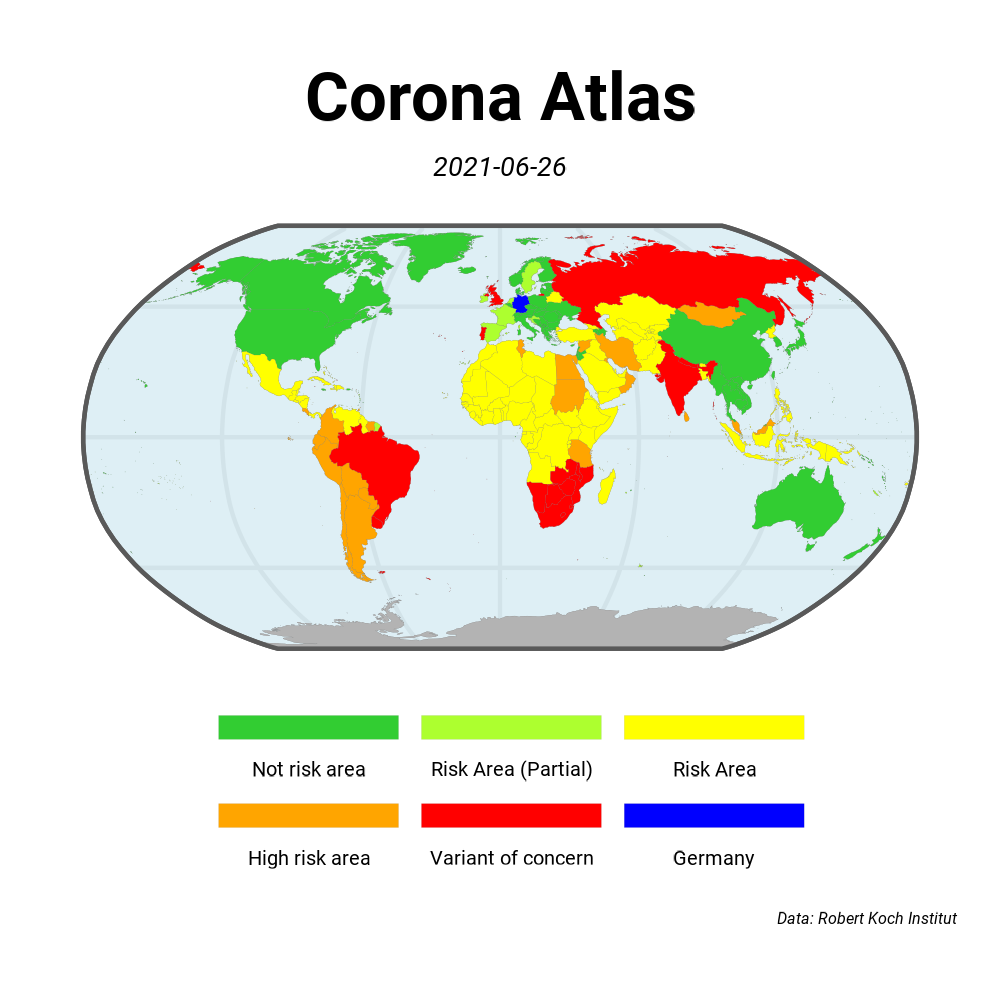 Corona Atlas
2021-06-26
Not risk area
Risk Area (Partial)
Risk Area
High risk area
Variant of concern
Germany
Data: Robert Koch Institut